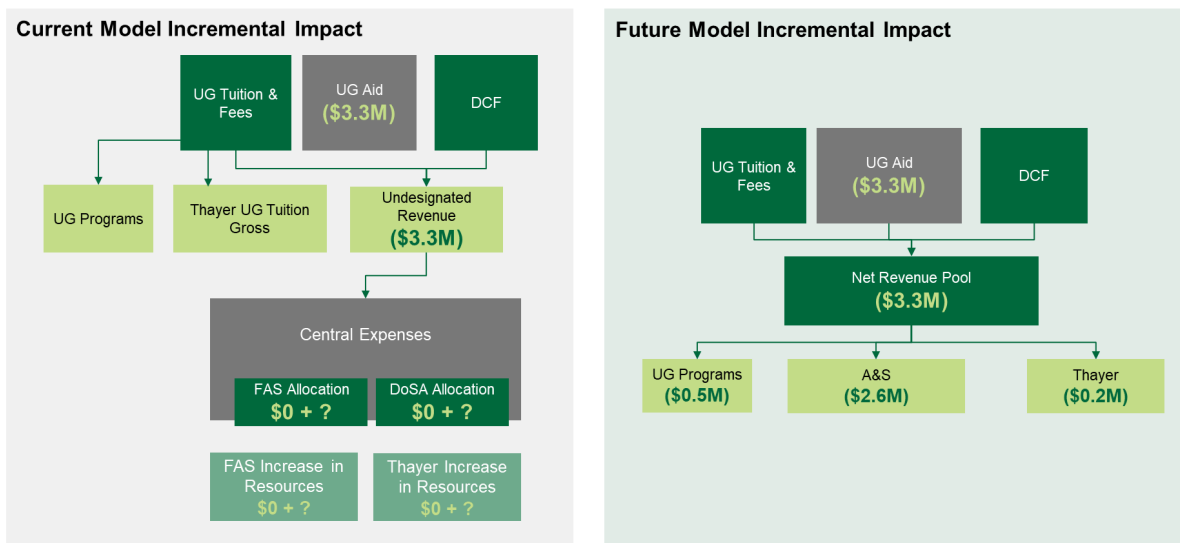 Current Model Incremental Impact
UG Tuition &
Fees
UG Aid
($3.3M)
DCF
UG Programs
Thayer UG Tuition
Gross
Undesignated
Revenue
($3.3M)
Central Expenses
FAS Allocation
$0 + ?
DoSA Allocation
$0 + ?
FAS Increase in
Resources
$0 + ?
Thayer Increase
in Resources
$0 + ?
Future Model Incremental Impact
UG Tuition &
Fees
UG Aid
($3.3M)
DCF
Net Revenue Pool
($3.3M)
UG Programs
($0.5M)
A&S
($2.6M)
Thayer
($0.2M)